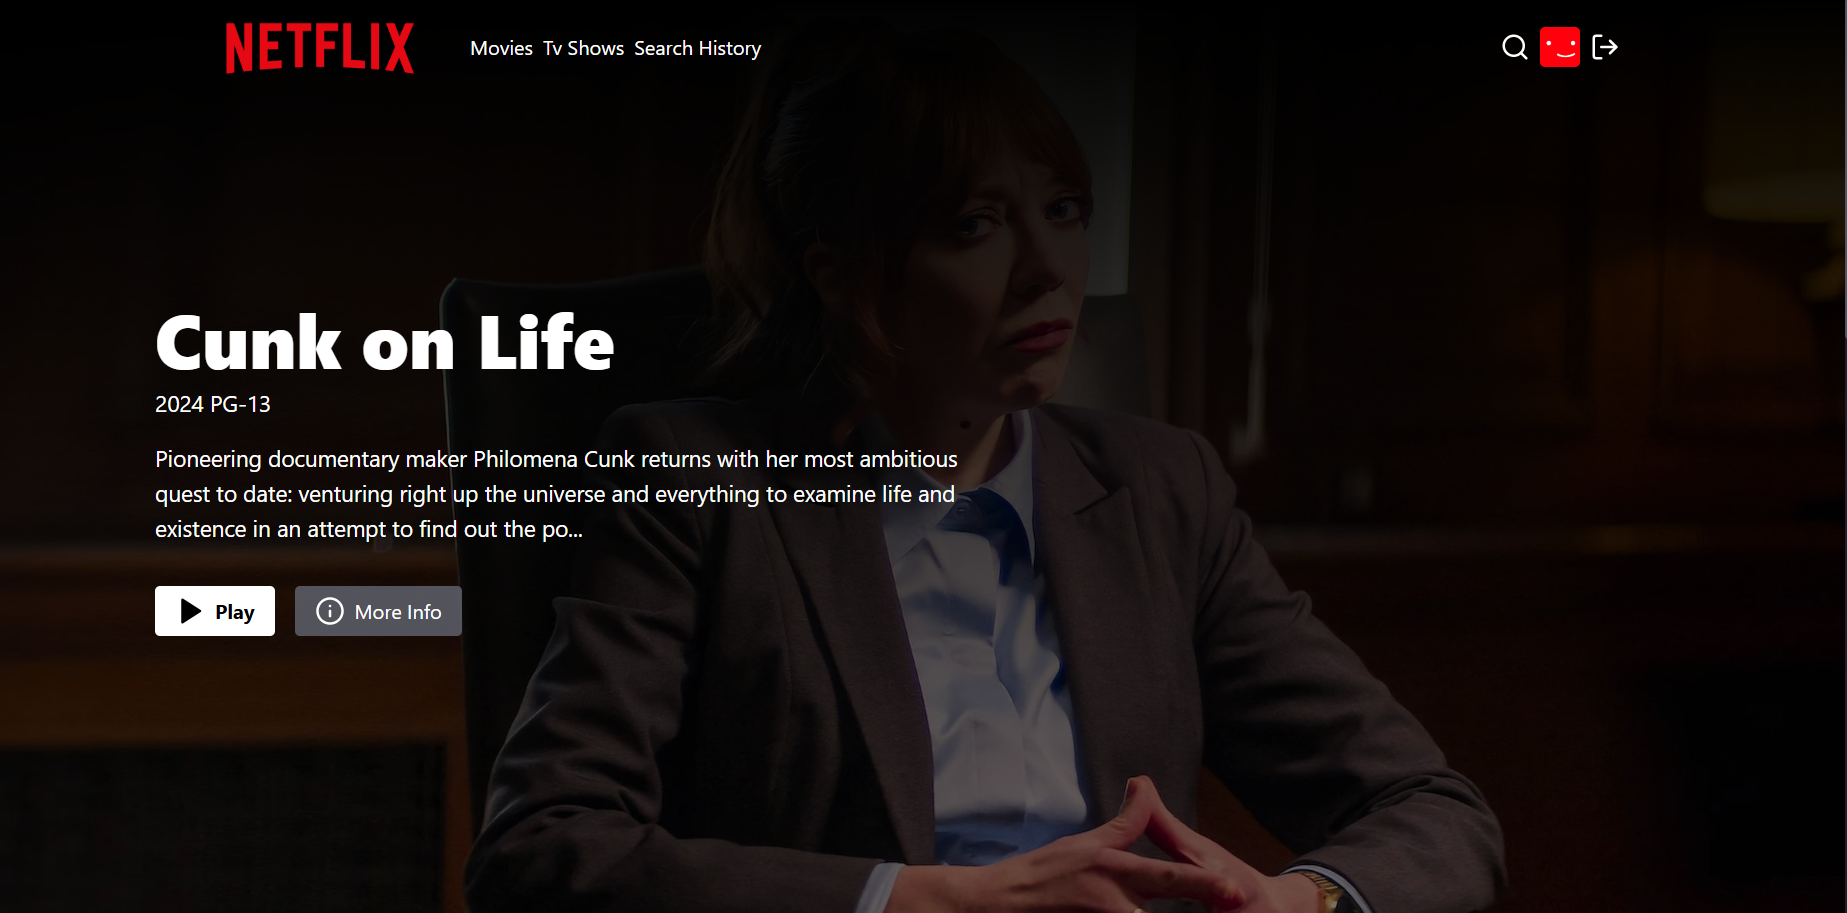 NETFLIX
Movies Tv Shows Search History
Cunk on Life
2024 PG-13
Pioneering documentary maker Philomena Cunk returns with her most ambitious
quest to date: venturing right up the universe and everything to examine life and
existence in an attempt to find out the po...
Play
More Info